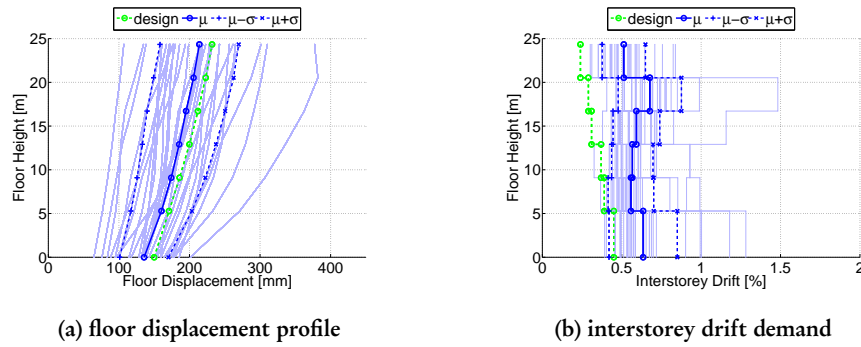 design μ μ−σ μ+σ
25
20
15
10
5
0
Floor Height [m]
0 100 200 300 400
Floor Displacement [mm]
(a) floor displacement profile
design μ μ−σ μ+σ
25
20
15
10
5
0
Floor Height [m]
0 0.5 1 1.5 2
Interstorey Drift [%]
(b) interstorey drift demand